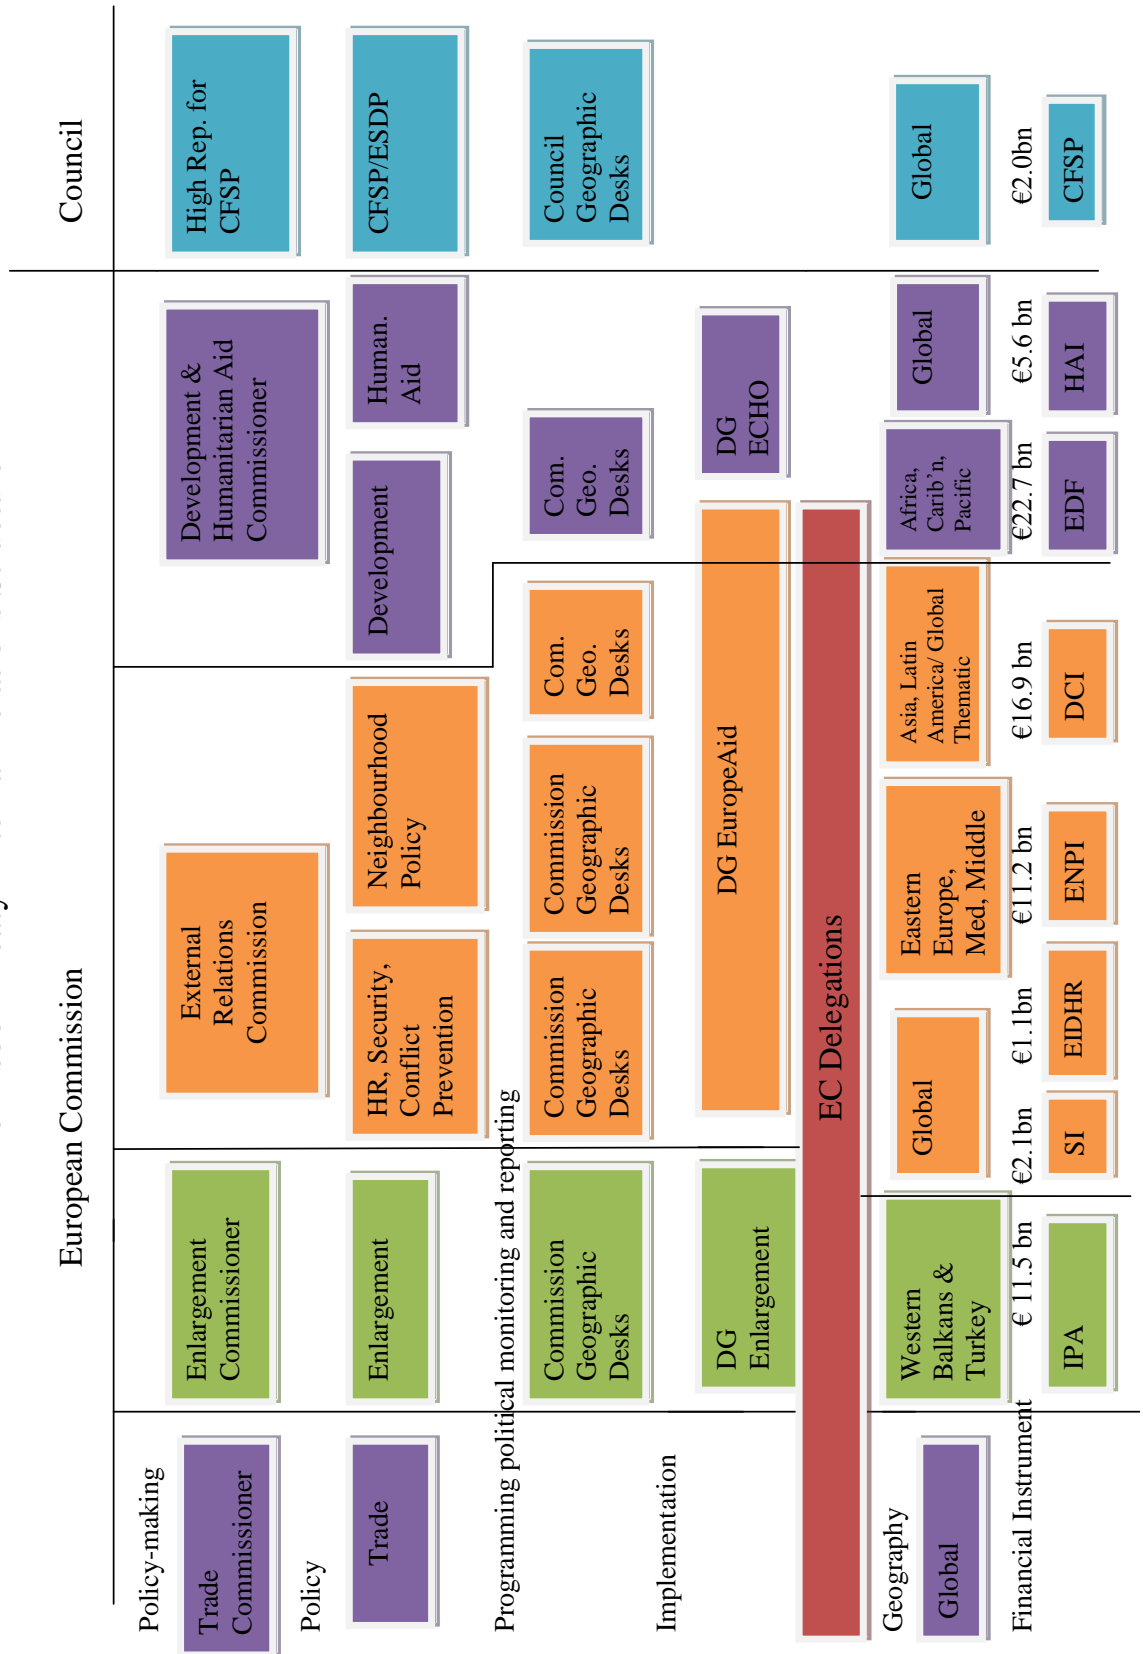 European Commission
Council
Policy-making
Trade
Commissioner
Enlargement
Commissioner
External
Relations
Commission
Development &
Humanitarian Aid
Commissioner
High Rep. for
CFSP
Policy
Trade
Enlargement
HR, Security,
Conflict
Prevention
Neighbourhood
Policy
Development
Human.
Aid
CFSP/ESDP
Programming political monitoring and reporting
Commission
Geographic
Desks
Commission
Geographic
Desks
Commission
Geographic
Desks
Com.
Geo.
Desks
Com.
Geo.
Desks
Council
Geographic
Desks
Implementation
DG
Enlargement
DG EuropeAid
DG
ECHO
EC Delegations
Geography
Global
Western
Balkans &
Turkey
Global
Eastern
Europe,
Med, Middle
Asia, Latin
America/ Global
Thematic
Africa,
Carib’n,
Pacific
Global
Global
Financial Instrument
€ 11.5 bn
€2.1bn
€1.1bn
€11.2 bn
€16.9 bn
€22.7 bn
€5.6 bn
€2.0bn
IPA
SI
EIDHR
ENPI
DCI
EDF
HAI
CFSP